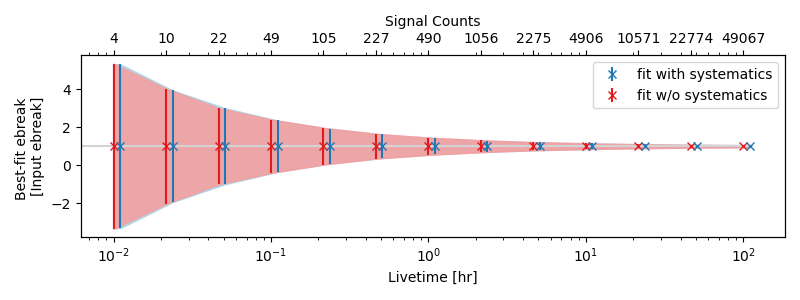 Signal Counts
4 10 22 49 105 227 490 1056 2275 4906 10571 22774 49067
fit with systematics
fit w/o systematics
4
2
0
−2
Best-fit ebreak
[Input ebreak]
10⁻² 10⁻¹ 10⁰ 10¹ 10²
Livetime [hr]